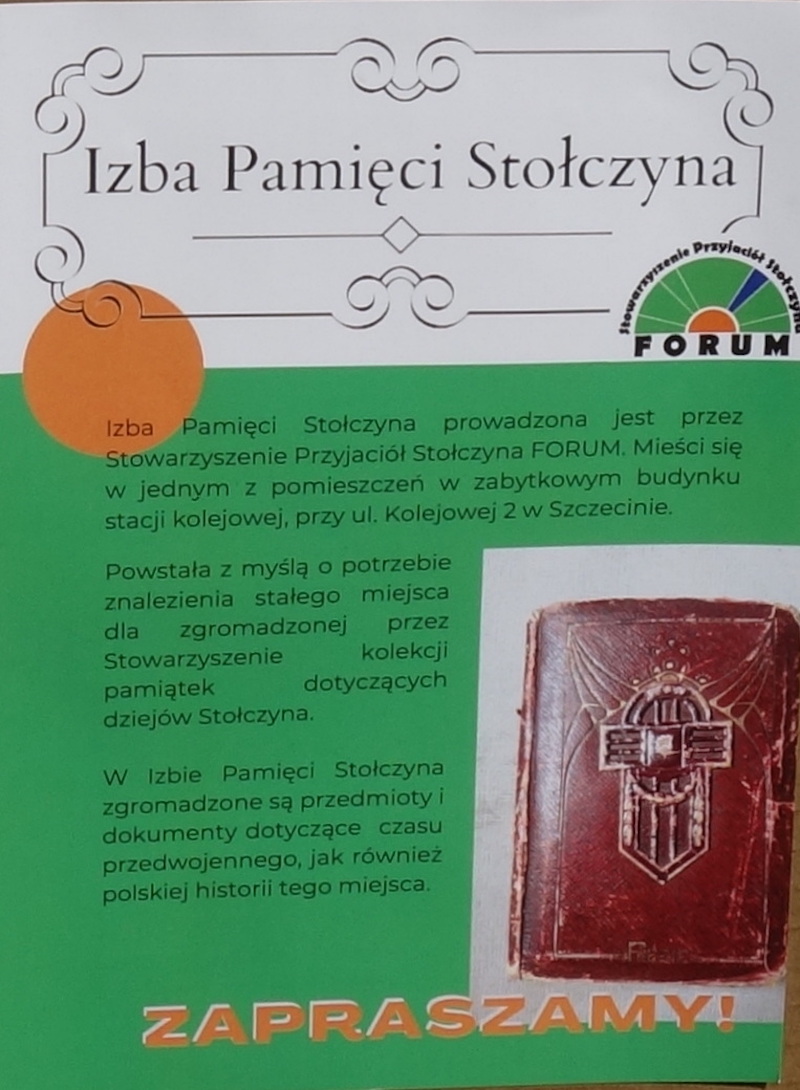 Izba Pamięci Stołczyna
Stowarzyszenie Przyjaciół Stołczyna
FORUM
Izba Pamięci Stołczyna prowadzona jest przez
Stowarzyszenie Przyjaciół Stołczyna FORUM. Mieści się
w jednym z pomieszczeń w zabytkowym budynku
stacji kolejowej, przy ul. Kolejowej 2 w Szczecinie.
Powstała z myślą o potrzebie
znalezienia stałego miejsca
dla zgromadzonej przez
Stowarzyszenie kolekcji
pamiątek dotyczących
dziejów Stołczyna.
W Izbie Pamięci Stołczyna
zgromadzone są przedmioty i
dokumenty dotyczące czasu
przedwojennego, jak również
polskiej historii tego miejsca.
ZAPRASZAMY!